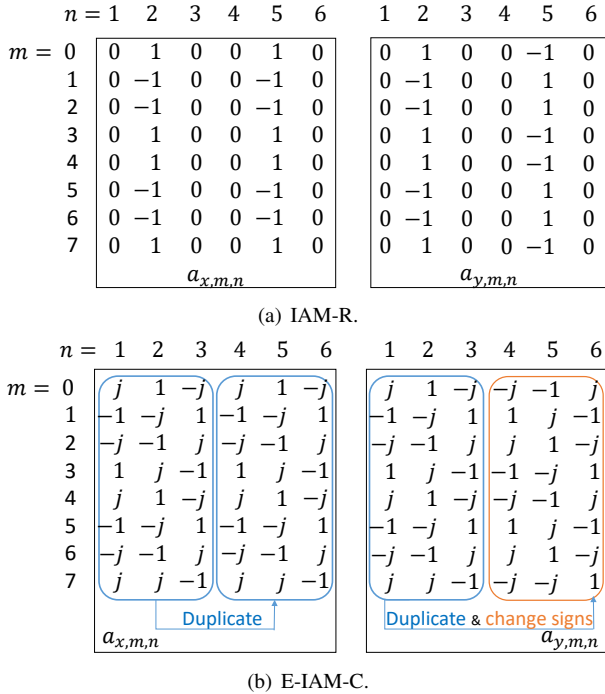 n = 1 2 3 4 5 6 1 2 3 4 5 6
m = 0 0 1 0 0 1 0 0 1 0 0 −1 0
1 0 −1 0 0 −1 0 0 −1 0 0 1 0
2 0 −1 0 0 −1 0 0 −1 0 0 1 0
3 0 1 0 0 1 0 0 1 0 0 −1 0
4 0 1 0 0 1 0 0 1 0 0 −1 0
5 0 −1 0 0 −1 0 0 −1 0 0 1 0
6 0 −1 0 0 −1 0 0 −1 0 0 1 0
7 0 1 0 0 1 0 0 1 0 0 −1 0
a_{x,m,n} a_{y,m,n}
(a) IAM-R.
n = 1 2 3 4 5 6 1 2 3 4 5 6
m = 0 j 1 −j j 1 −j j 1 −j −j −1 j
1 −1 −j 1 −1 −j 1 −1 −j 1 1 j −1
2 −j −1 j −j −1 j −j −1 j j 1 −j
3 1 j −1 1 j −1 1 j −1 −1 −j 1
4 j 1 −j j 1 −j j 1 −j −j −1 j
5 −1 −j 1 −1 −j 1 −1 −j 1 1 j −1
6 −j −1 j −j −1 j −j −1 j j 1 −j
7 j j −1 j j −1 j j −1 −j −j 1
Duplicate Duplicate & change signs
a_{x,m,n} a_{y,m,n}
(b) E-IAM-C.